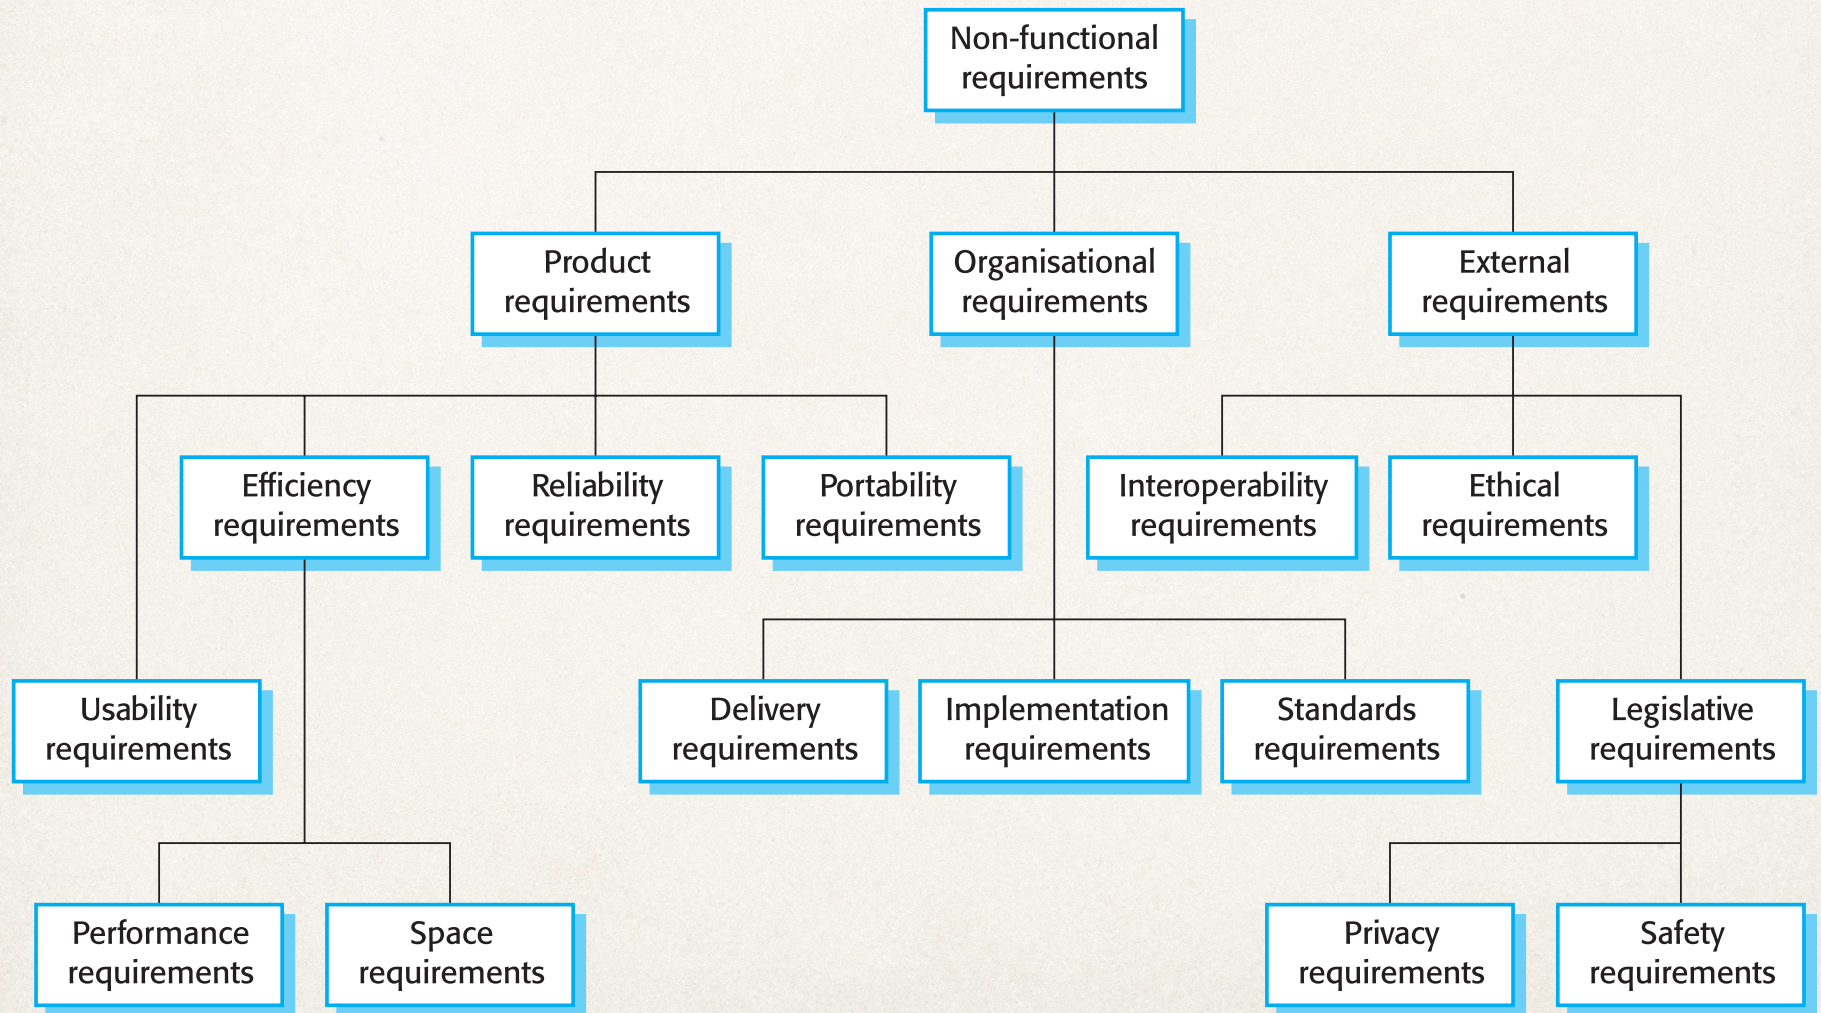 Non-functional
requirements
Product
requirements
Organisational
requirements
External
requirements
Efficiency
requirements
Reliability
requirements
Portability
requirements
Interoperability
requirements
Ethical
requirements
Usability
requirements
Delivery
requirements
Implementation
requirements
Standards
requirements
Legislative
requirements
Performance
requirements
Space
requirements
Privacy
requirements
Safety
requirements